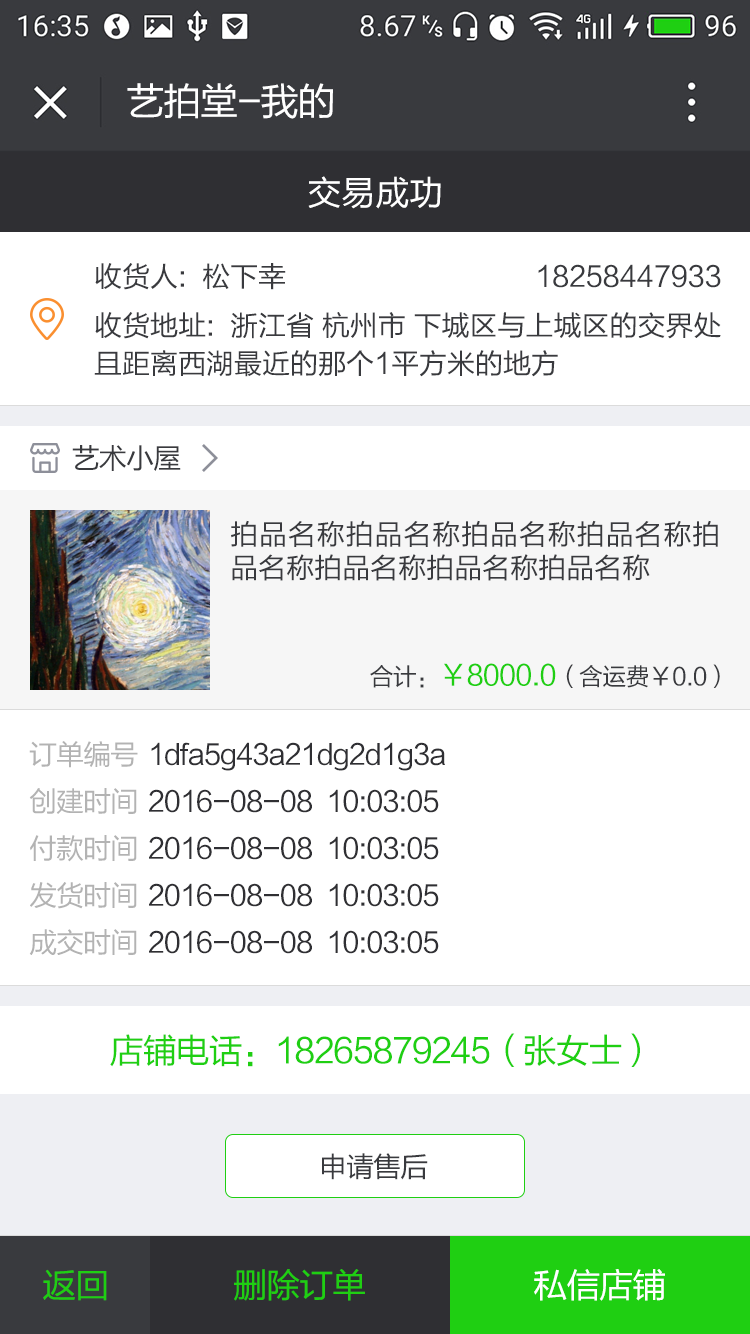 16:35 8.67 K/s 4G 96
艺拍堂-我的
交易成功
收货人：松下幸 18258447933
收货地址：浙江省 杭州市 下城区与上城区的交界处
且距离西湖最近的那个1平方米的地方
艺术小屋
拍品名称拍品名称拍品名称拍品名称拍
品名称拍品名称拍品名称拍品名称
合计：￥8000.0（含运费￥0.0）
订单编号 1dfa5g43a21dg2d1g3a
创建时间 2016-08-08 10:03:05
付款时间 2016-08-08 10:03:05
发货时间 2016-08-08 10:03:05
成交时间 2016-08-08 10:03:05
店铺电话：18265879245（张女士）
申请售后
返回 删除订单 私信店铺